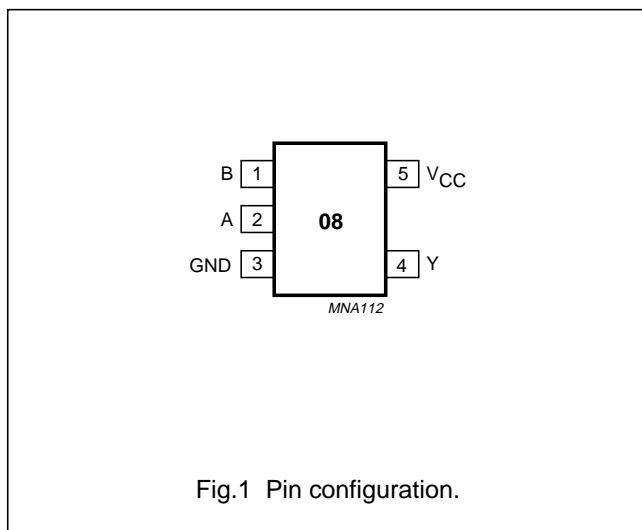 B 1 5 VCC
A 2 08
GND 3 4 Y
MNA112
Fig.1 Pin configuration.